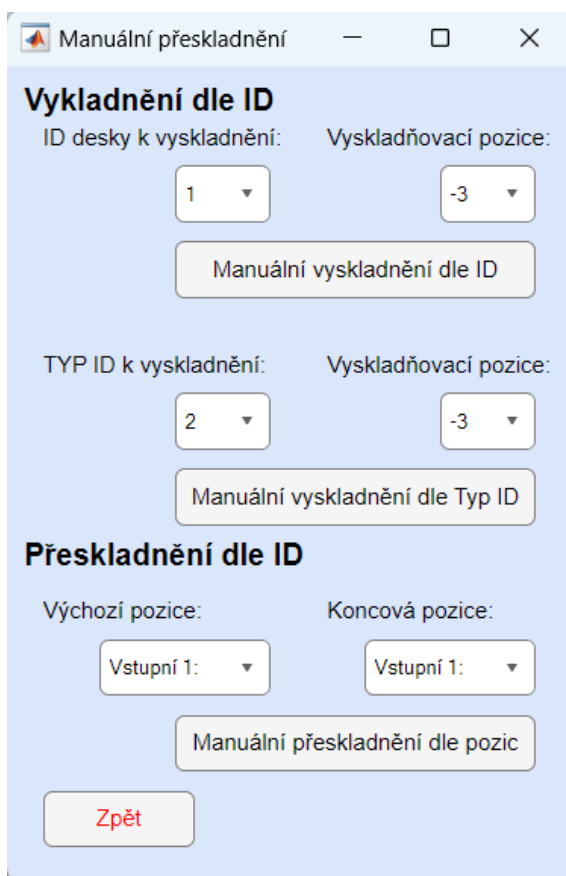 Manuální přeskladnění
Vykladnění dle ID
ID desky k vyskladnění: Vyskladňovací pozice:
1 -3
Manuální vyskladnění dle ID
TYP ID k vyskladnění: Vyskladňovací pozice:
2 -3
Manuální vyskladnění dle Typ ID
Přeskladnění dle ID
Výchozí pozice: Koncová pozice:
Vstupní 1: Vstupní 1:
Manuální přeskladnění dle pozic
Zpět